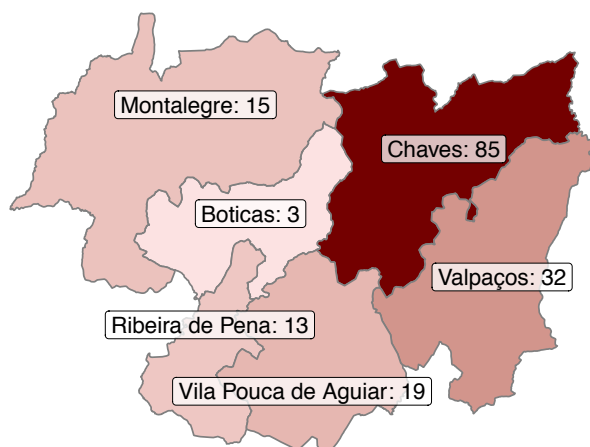 Montalegre: 15
Chaves: 85
Boticas: 3
Valpaços: 32
Ribeira de Pena: 13
Vila Pouca de Aguiar: 19